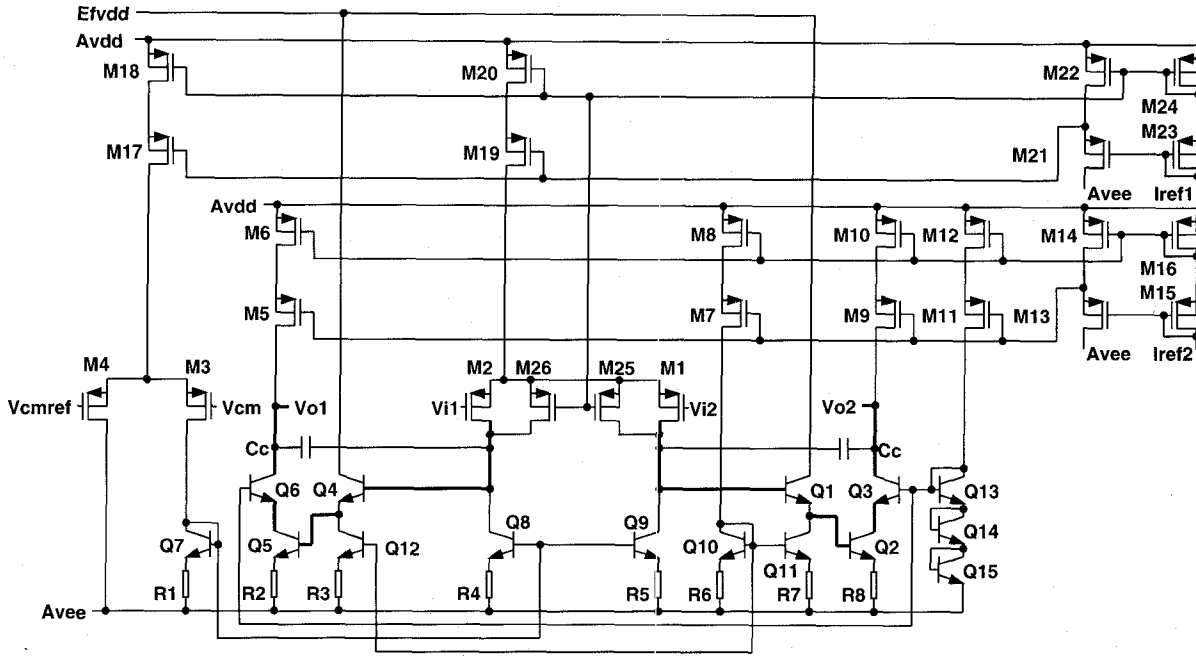 Efvdd
Avdd
M18 M20 M22
M24
M23
M17 M19 M21
Avee Iref1
Avdd
M6 M8 M10 M12 M14
M16
M15
M5 M7 M9 M11 M13
Avee Iref2
M4 M3 M2 M26 M25 M1
Vcmref Vcm Vo1 Vi1 Vi2 Vo2
Cc Cc
Q6 Q4 Q1 Q3 Q13
Q8 Q9
Q7 Q5 Q12 Q10 Q2 Q14
Q11 Q15
R1 R2 R3 R4 R5 R6 R7 R8
Avee